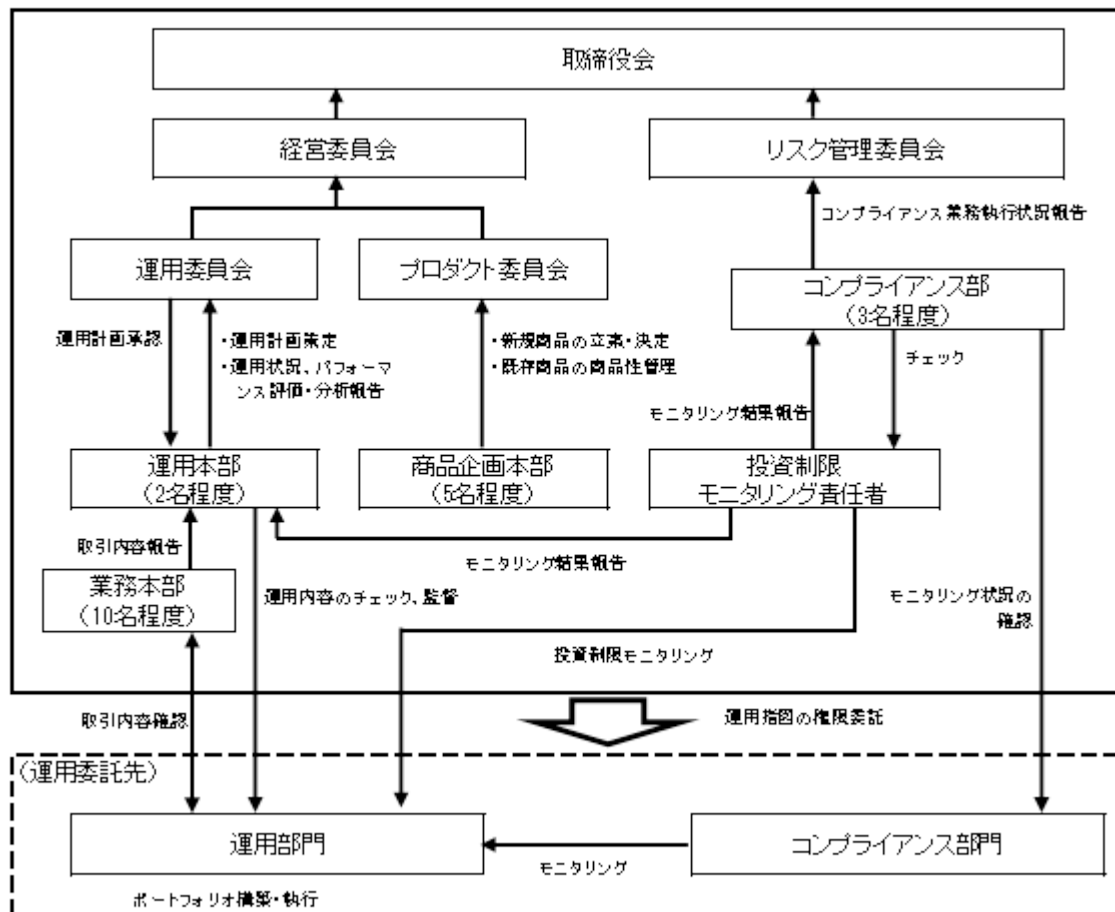 取締役会
経営委員会
リスク管理委員会
コンプライアンス業務執行状況報告
運用委員会
プロダクト委員会
コンプライアンス部
(3名程度)
運用計画承認
・運用計画策定
・運用状況、パフォーマ
ンス評価・分析報告
・新規商品の立案・決定
・既存商品の商品性管理
チェック
モニタリング結果報告
運用本部
(2名程度)
商品企画本部
(5名程度)
投資制限
モニタリング責任者
取引内容報告
モニタリング結果報告
業務本部
(10名程度)
運用内容のチェック、監督
モニタリング状況の
確認
投資制限モニタリング
取引内容確認
運用指図の権限委託
(運用委託先)
運用部門
モニタリング
コンプライアンス部門
ポートフォリオ構築・執行